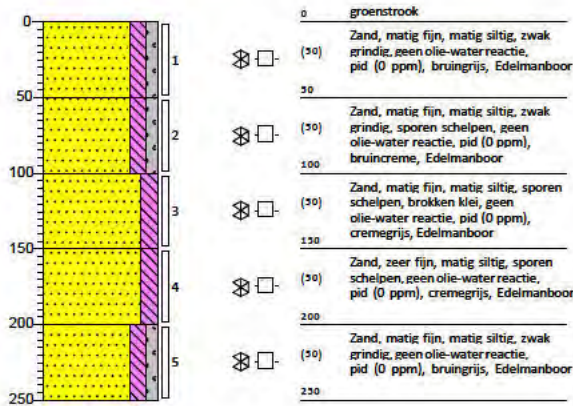 0
50
100
150
200
250
1
2
3
4
5
0 groenstrook
(50) Zand, matig fijn, matig siltig, zwak
grindig, geen olie-water reactie,
pid (0 ppm), bruingrijs, Edelmanboor
50
(50) Zand, matig fijn, matig siltig, zwak
grindig, sporen schelpen, geen
olie-water reactie, pid (0 ppm),
bruincreme, Edelmanboor
100
(50) Zand, matig fijn, matig siltig, sporen
schelpen, brokken klei, geen
olie-water reactie, pid (0 ppm),
cremegrijs, Edelmanboor
150
(50) Zand, zeer fijn, matig siltig, sporen
schelpen, geen olie-water reactie,
pid (0 ppm), cremegrijs, Edelmanboor
200
(50) Zand, matig fijn, matig siltig, zwak
grindig, geen olie-water reactie,
pid (0 ppm), bruingrijs, Edelmanboor
250